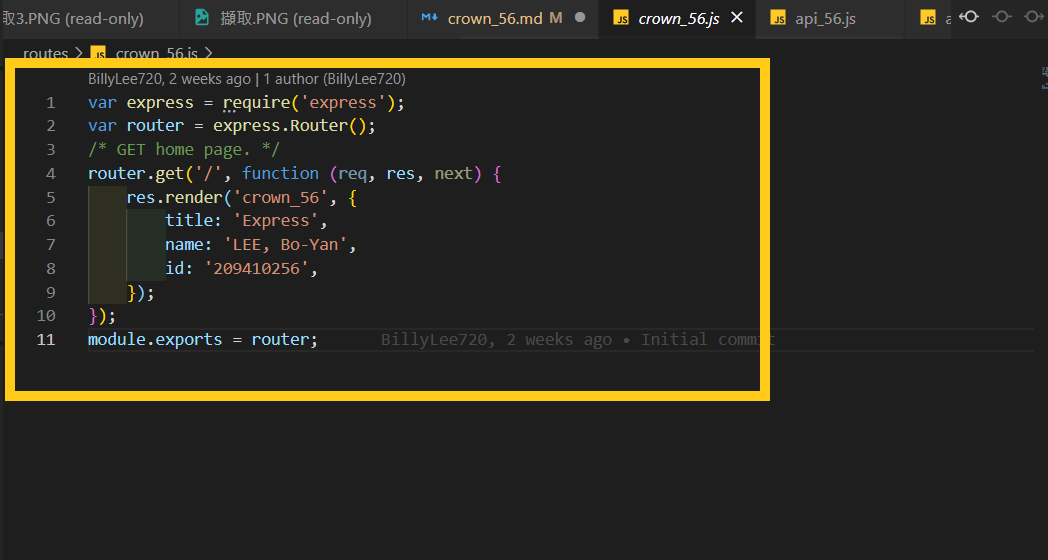 取3.PNG (read-only) 擷取.PNG (read-only) crown_56.md M crown_56.js api_56.js
routes > JS crown_56.js >
BillyLee720, 2 weeks ago | 1 author (BillyLee720)
1 var express = require('express');
2 var router = express.Router();
3 /* GET home page. */
4 router.get('/', function (req, res, next) {
5 res.render('crown_56', {
6 title: 'Express',
7 name: 'LEE, Bo-Yan',
8 id: '209410256',
9 });
10 });
11 module.exports = router; BillyLee720, 2 weeks ago • Initial commit